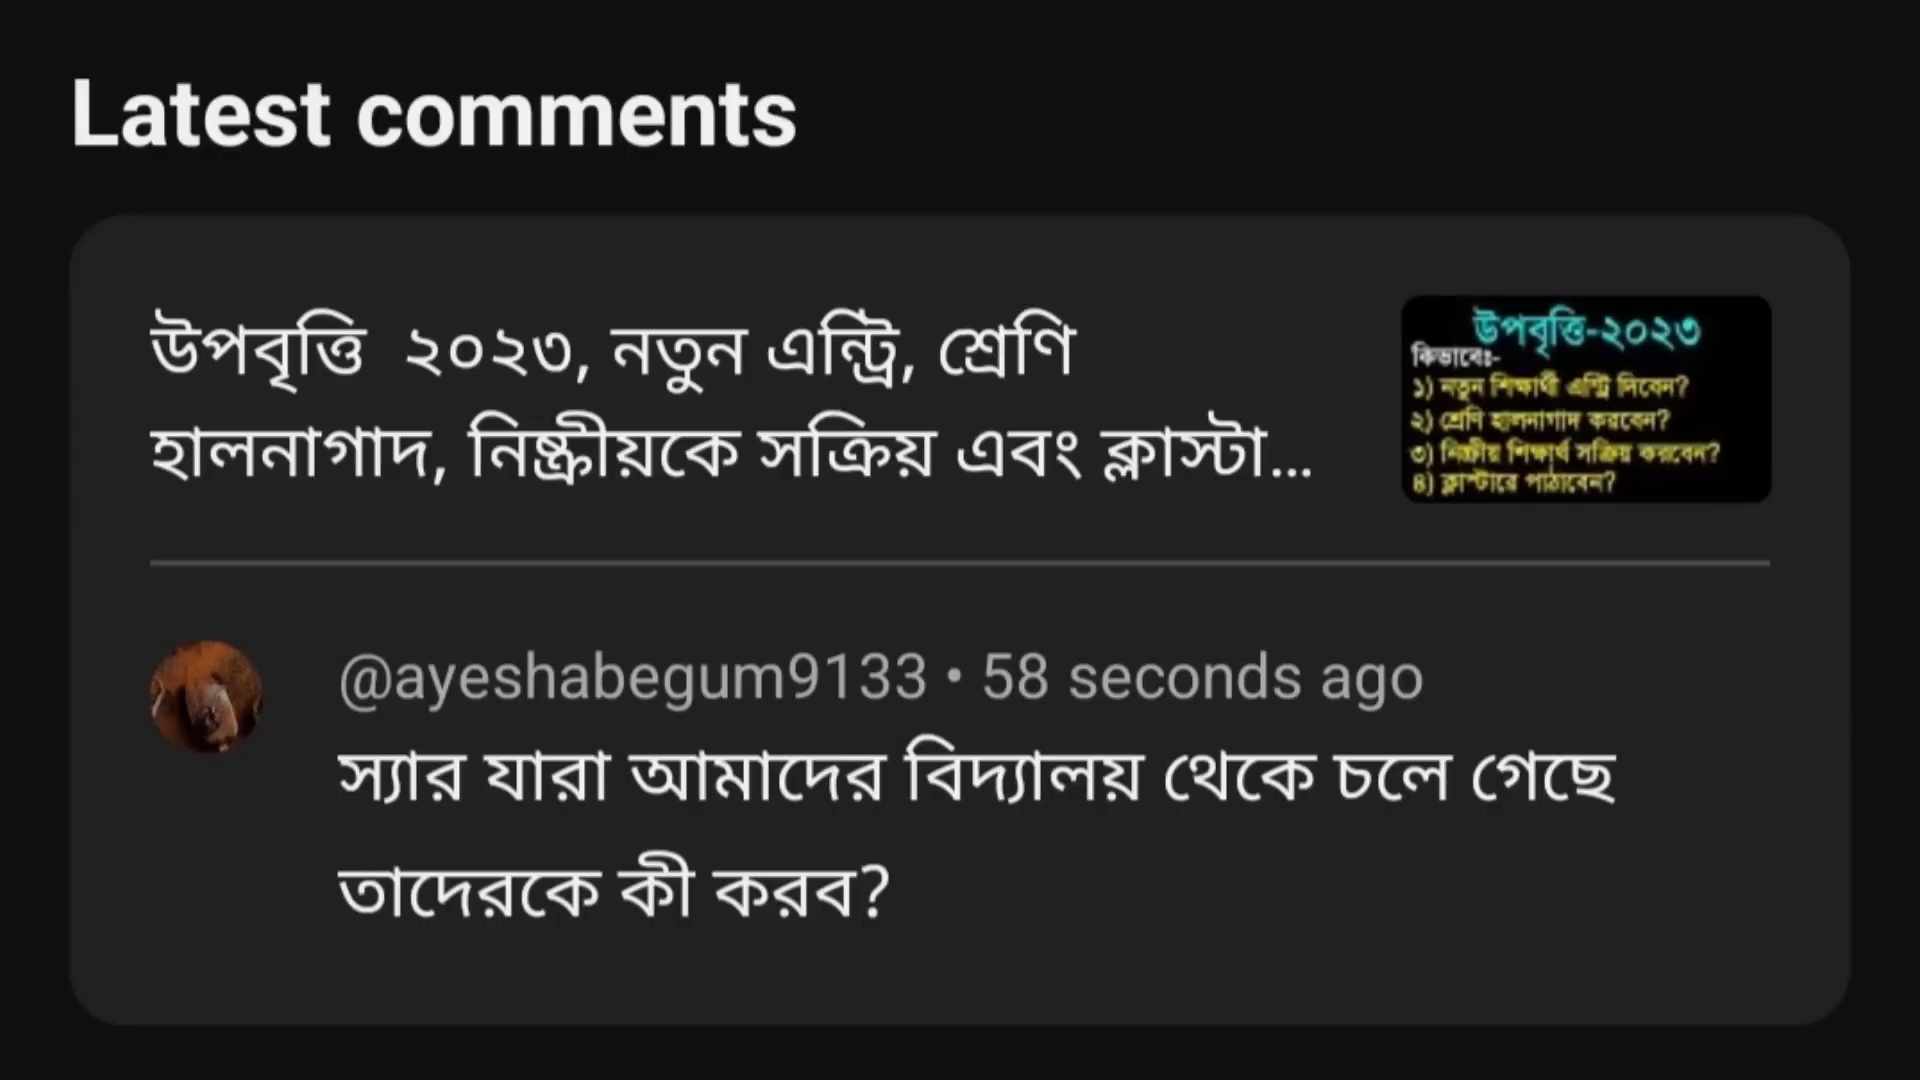 Latest comments
উপবৃত্তি ২০২৩, নতুন এন্ট্রি, শ্রেণি
হালনাগাদ, নিষ্ক্রীয়কে সক্রিয় এবং ক্লাস্টা...
উপবৃত্তি-২০২৩
কিভাবেঃ-
১) নতুন শিক্ষার্থী এন্ট্রি দিবেন?
২) শ্রেণি হালনাগাদ করবেন?
৩) নিষ্ক্রীয় শিক্ষার্থ সক্রিয় করবেন?
৪) ক্লাস্টারে পাঠাবেন?
@ayeshabegum9133 • 58 seconds ago
স্যার যারা আমাদের বিদ্যালয় থেকে চলে গেছে
তাদেরকে কী করব?